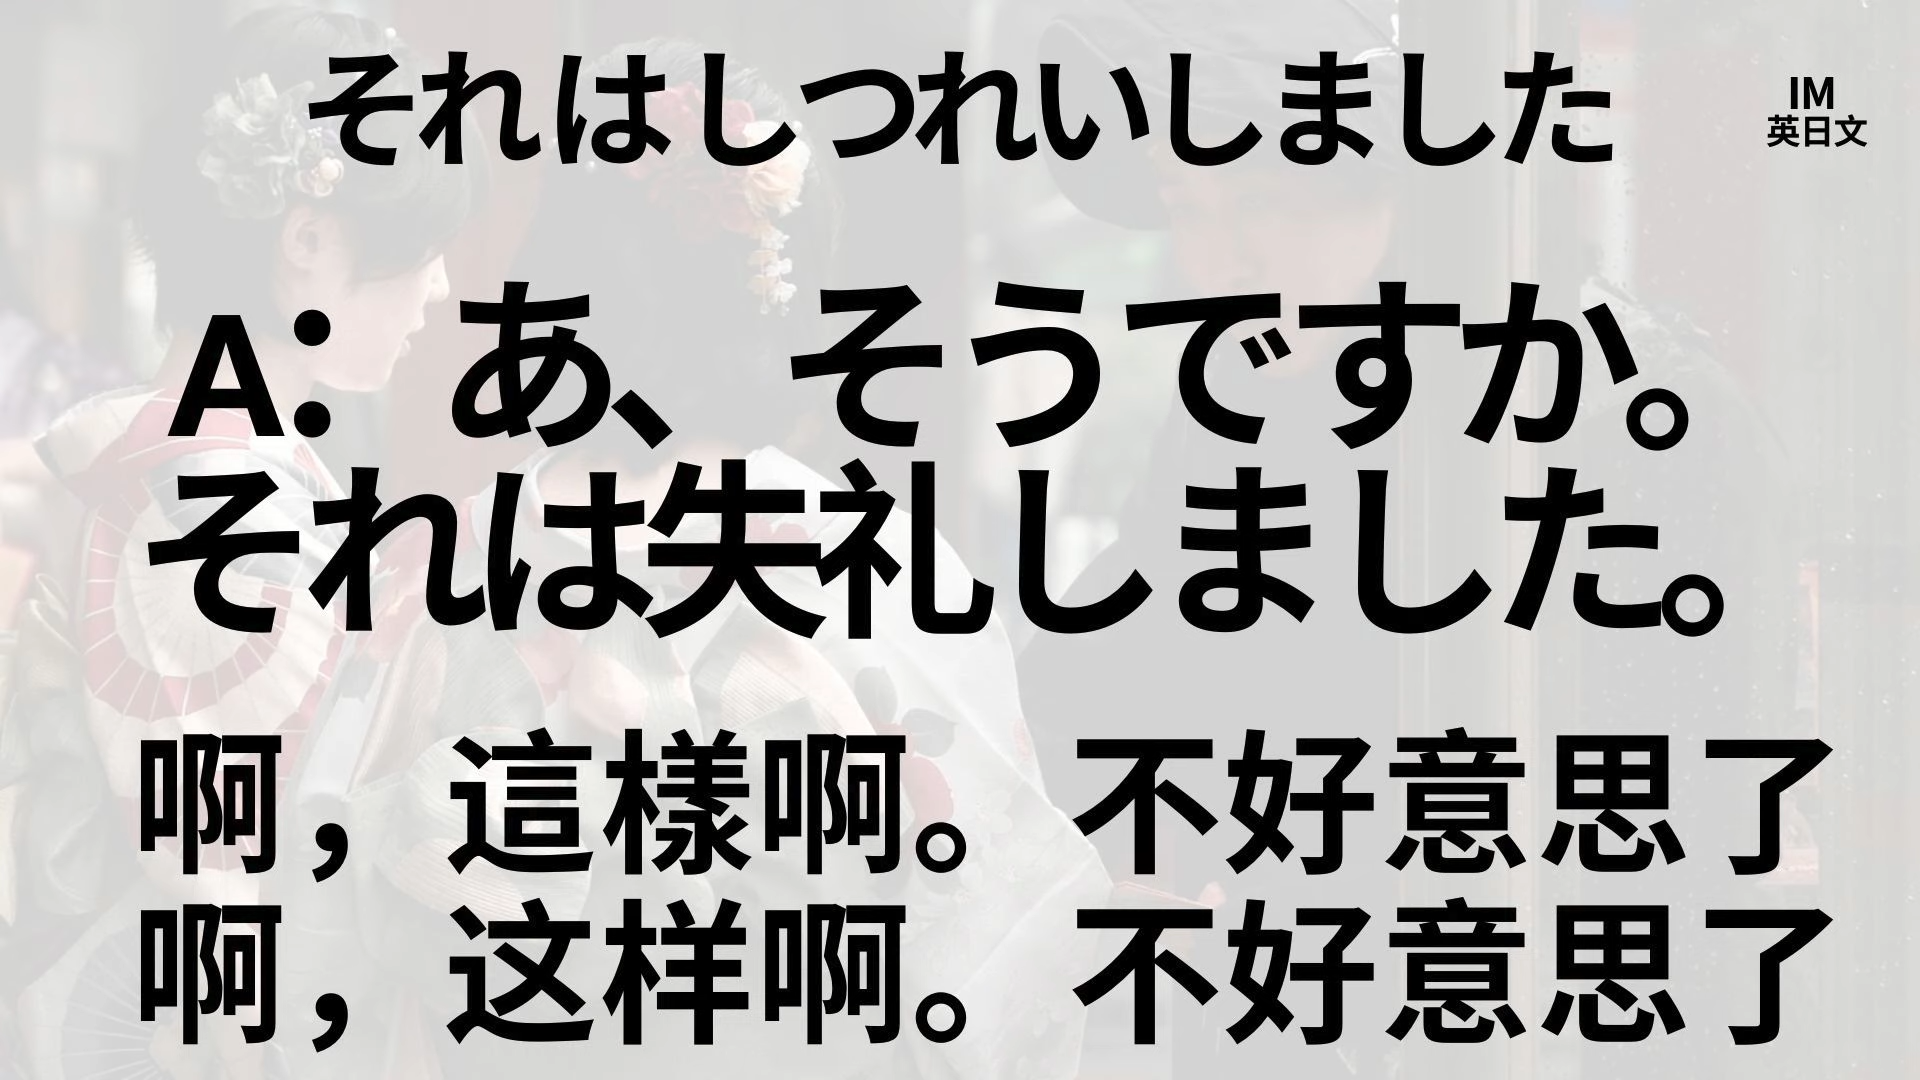 それはしつれいしました
IM
英日文
A：あ、そうですか。
それは失礼しました。
啊，這樣啊。不好意思了
啊，这样啊。不好意思了